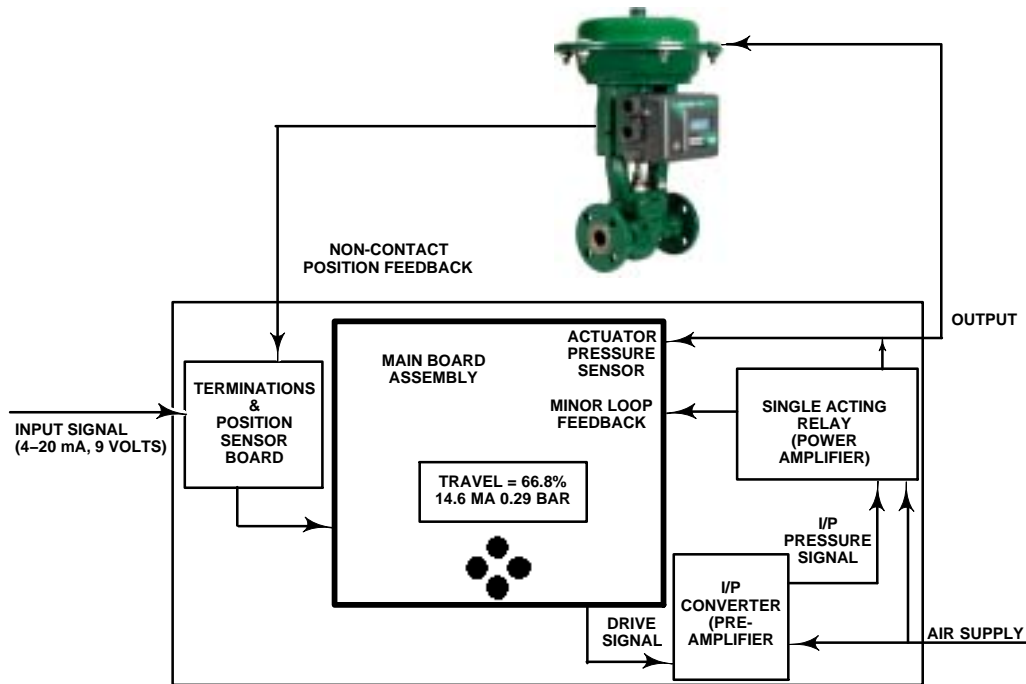 NON-CONTACT
POSITION FEEDBACK
OUTPUT
ACTUATOR
PRESSURE
SENSOR
MAIN BOARD
ASSEMBLY
TERMINATIONS
&
POSITION
SENSOR
BOARD
INPUT SIGNAL
(4–20 mA, 9 VOLTS)
MINOR LOOP
FEEDBACK
SINGLE ACTING
RELAY
(POWER
AMPLIFIER)
TRAVEL = 66.8%
14.6 MA 0.29 BAR
I/P
PRESSURE
SIGNAL
I/P
CONVERTER
(PRE-
AMPLIFIER
DRIVE
SIGNAL
AIR SUPPLY